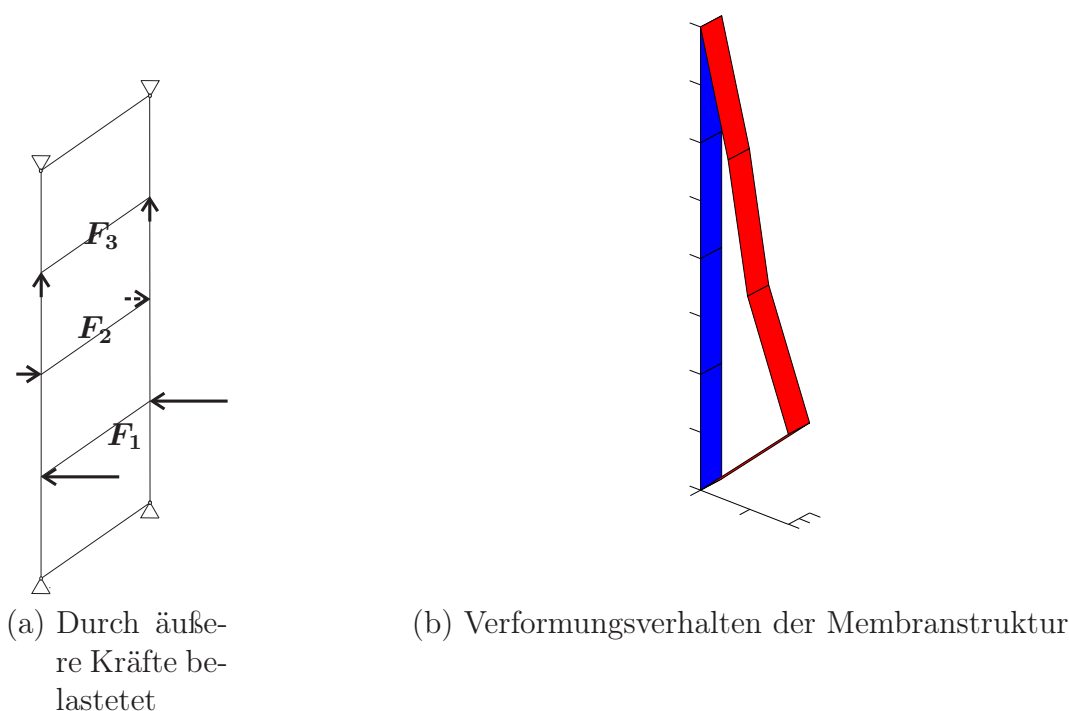 F3
F2
F1
(a) Durch äuße-
re Kräfte be-
lastetet
(b) Verformungsverhalten der Membranstruktur